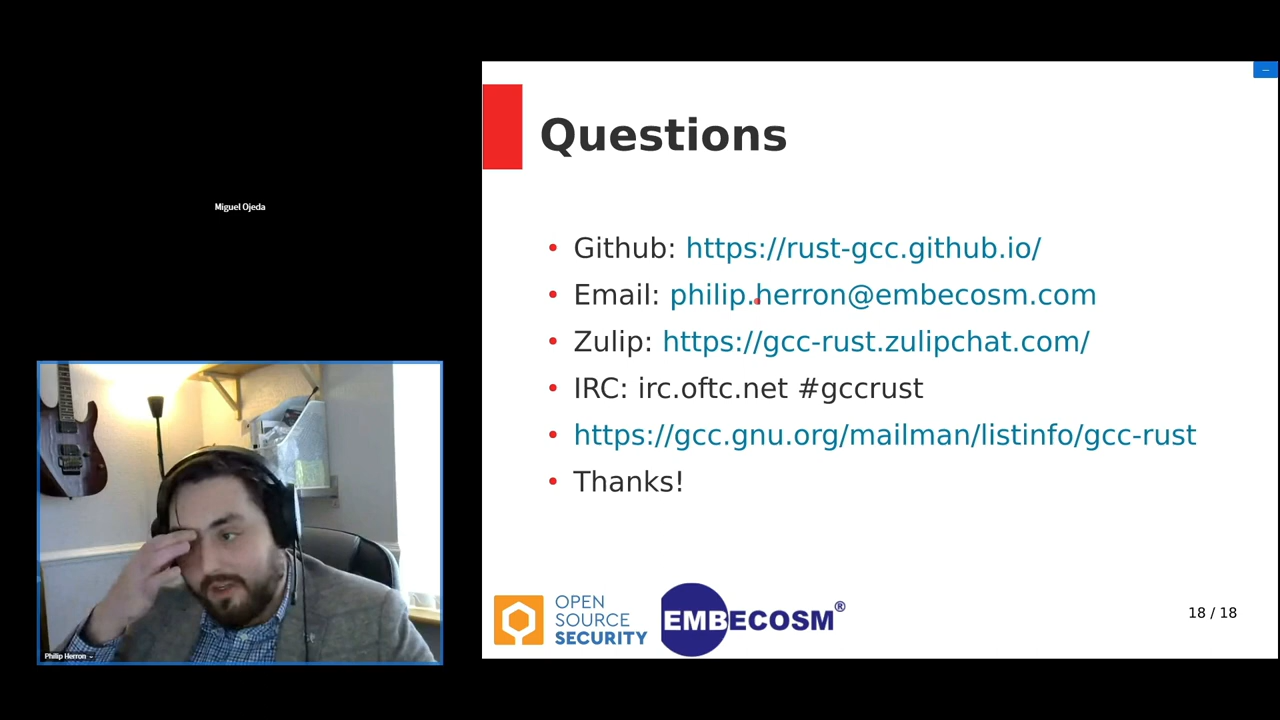 Miguel Ojeda
Philip Herron
Questions
Github: https://rust-gcc.github.io/
Email: philip.herron@embecosm.com
Zulip: https://gcc-rust.zulipchat.com/
IRC: irc.oftc.net #gccrust
https://gcc.gnu.org/mailman/listinfo/gcc-rust
Thanks!
OPEN
SOURCE
SECURITY
EMBECOSM®
18 / 18